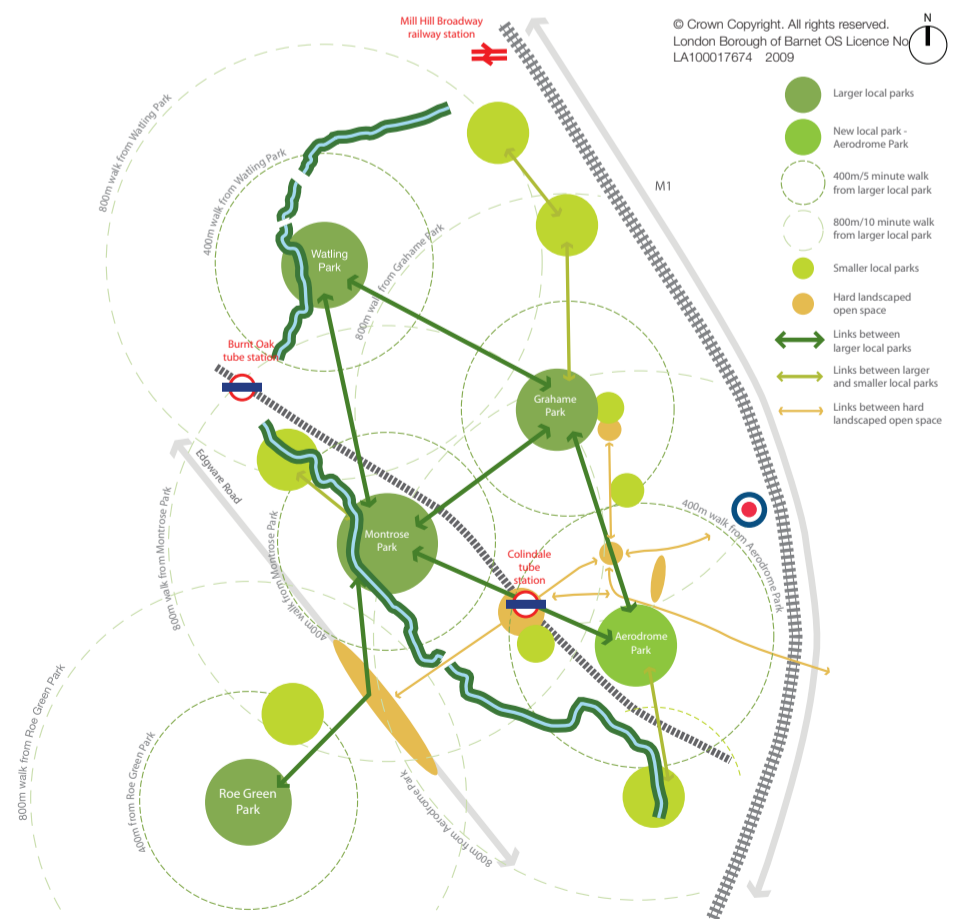 Mill Hill Broadway
railway station
© Crown Copyright. All rights reserved.
London Borough of Barnet OS Licence No
LA100017674 2009
N
Larger local parks
New local park -
Aerodrome Park
400m/5 minute walk
from larger local park
800m/10 minute walk
from larger local park
Smaller local parks
Hard landscaped
open space
Links between
larger local parks
Links between larger
and smaller local parks
Links between hard
landscaped open space
M1
800m walk from Watling Park
400m walk from Watling Park
Watling
Park
800m walk from Grahame Park
Burnt Oak
tube station
Grahame
Park
Edgware Road
400m walk from Aerodrome Park
800m walk from Montrose Park
400m walk from Montrose Park
Montrose
Park
Colindale
tube
station
Aerodrome
Park
800m walk from Roe Green Park
400m from Roe Green Park
Roe Green
Park
800m from Aerodrome Park